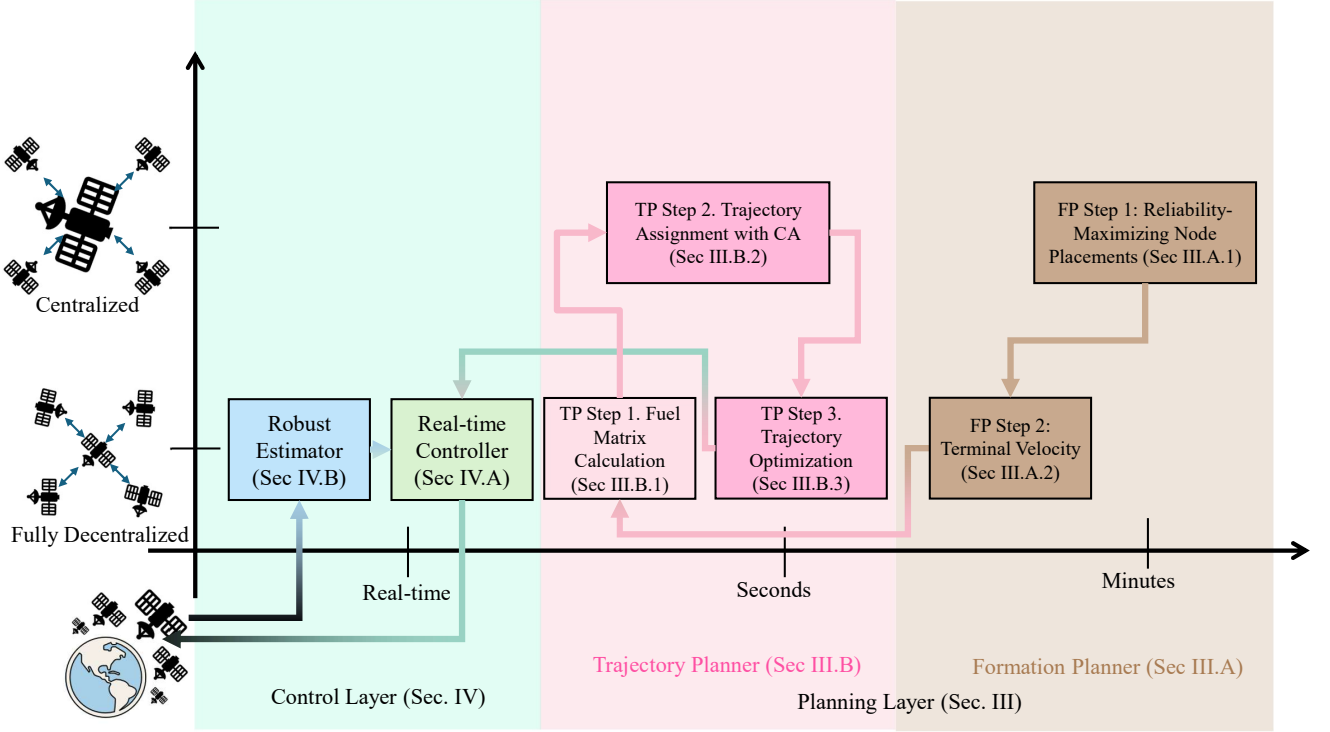 TP Step 2. Trajectory
Assignment with CA
(Sec III.B.2)
FP Step 1: Reliability-
Maximizing Node
Placements (Sec III.A.1)
Centralized
Robust
Estimator
(Sec IV.B)
Real-time
Controller
(Sec IV.A)
TP Step 1. Fuel
Matrix
Calculation
(Sec III.B.1)
TP Step 3.
Trajectory
Optimization
(Sec III.B.3)
FP Step 2:
Terminal Velocity
(Sec III.A.2)
Fully Decentralized
Real-time
Seconds
Minutes
Trajectory Planner (Sec III.B)
Formation Planner (Sec III.A)
Control Layer (Sec. IV)
Planning Layer (Sec. III)